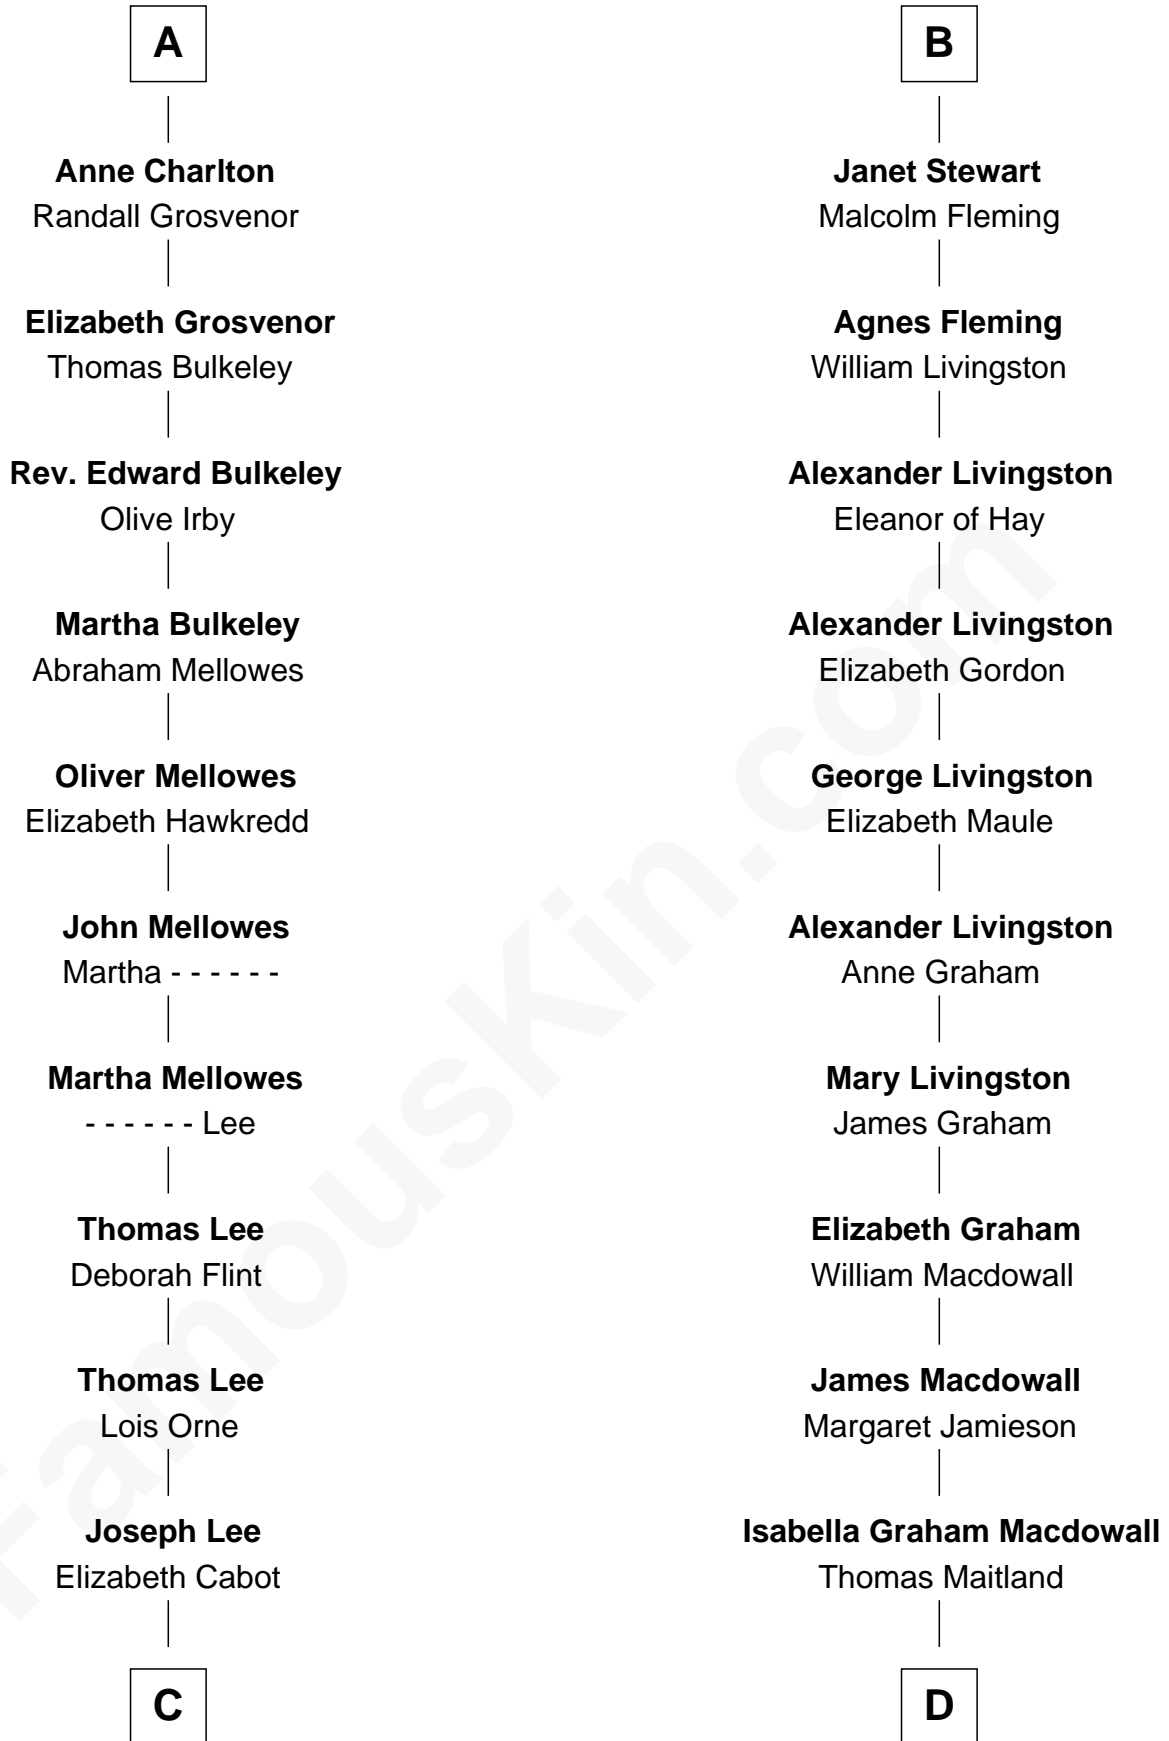 A
Anne Charlton
Randall Grosvenor
Elizabeth Grosvenor
Thomas Bulkeley
Rev. Edward Bulkeley
Olive Irby
Martha Bulkeley
Abraham Mellowes
Oliver Mellowes
Elizabeth Hawkredd
John Mellowes
Martha - - - - - -
Martha Mellowes
- - - - - - Lee
Thomas Lee
Deborah Flint
Thomas Lee
Lois Orne
Joseph Lee
Elizabeth Cabot
C
B
Janet Stewart
Malcolm Fleming
Agnes Fleming
William Livingston
Alexander Livingston
Eleanor of Hay
Alexander Livingston
Elizabeth Gordon
George Livingston
Elizabeth Maule
Alexander Livingston
Anne Graham
Mary Livingston
James Graham
Elizabeth Graham
William Macdowall
James Macdowall
Margaret Jamieson
Isabella Graham Macdowall
Thomas Maitland
D
FamousKin.com